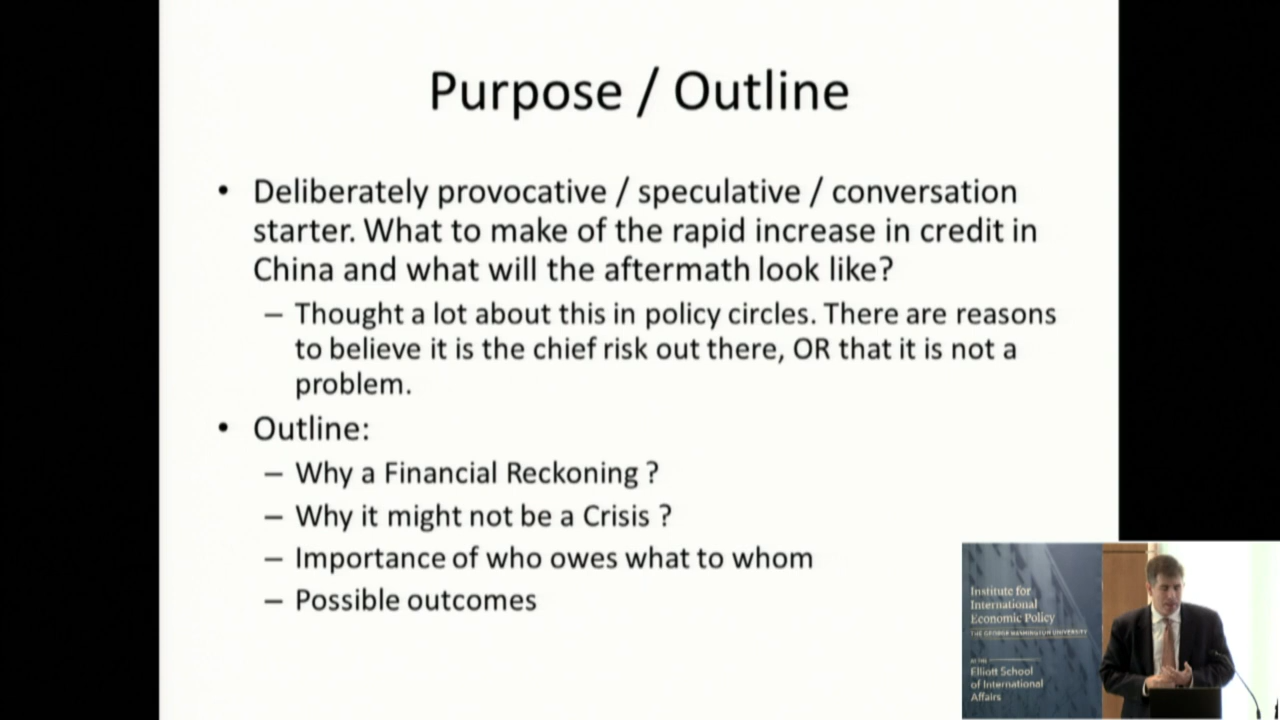 Purpose / Outline
• Deliberately provocative / speculative / conversation
starter. What to make of the rapid increase in credit in
China and what will the aftermath look like?
– Thought a lot about this in policy circles. There are reasons
to believe it is the chief risk out there, OR that it is not a
problem.
• Outline:
– Why a Financial Reckoning ?
– Why it might not be a Crisis ?
– Importance of who owes what to whom
– Possible outcomes
Institute for
International
Economic Policy
THE GEORGE WASHINGTON UNIVERSITY
AT THE
Elliott School
of International
Affairs